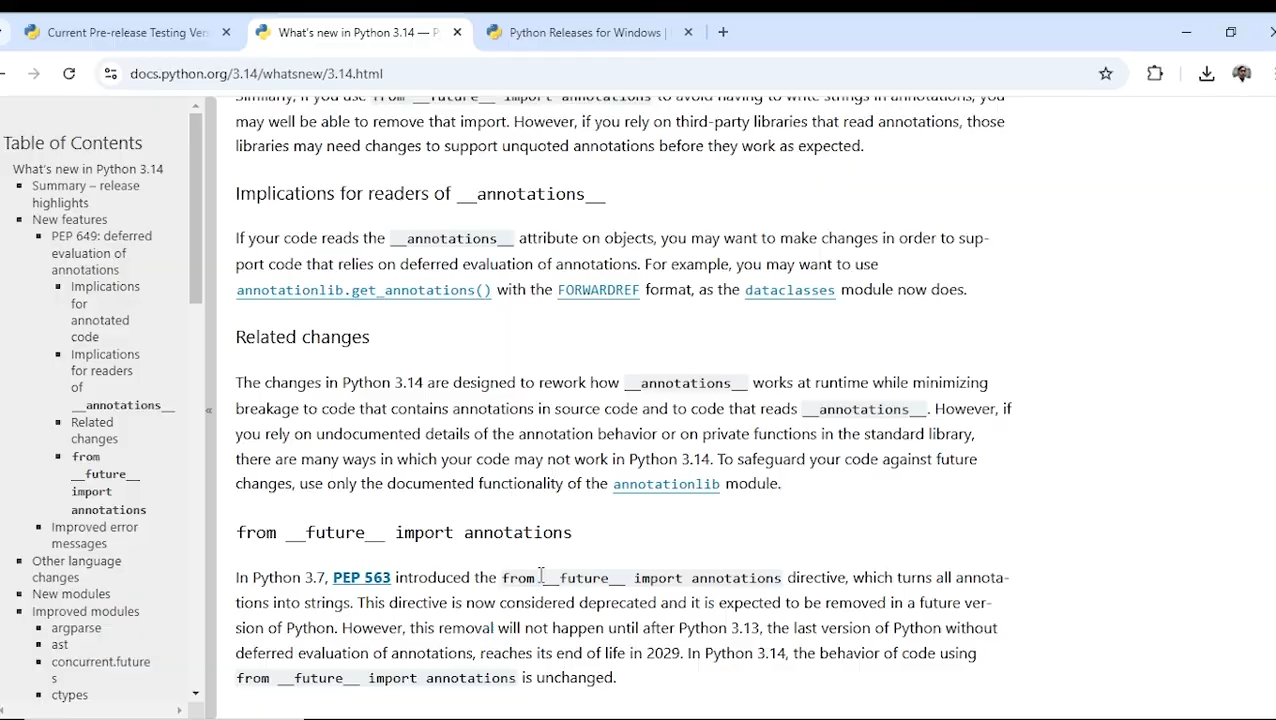 Current Pre-release Testing Ver
What's new in Python 3.14 — P
Python Releases for Windows |
docs.python.org/3.14/whatsnew/3.14.html
Table of Contents
What's new in Python 3.14
Summary – release
highlights
New features
PEP 649: deferred
evaluation of
annotations
Implications
for
annotated
code
Implications
for readers
of
__annotations__
Related
changes
from
__future__
import
annotations
Improved error
messages
Other language
changes
New modules
Improved modules
argparse
ast
concurrent.future
s
ctypes
Similarly, if you use from __future__ import annotations to avoid having to write strings in annotations, you
may well be able to remove that import. However, if you rely on third-party libraries that read annotations, those
libraries may need changes to support unquoted annotations before they work as expected.
Implications for readers of __annotations__
If your code reads the __annotations__ attribute on objects, you may want to make changes in order to sup-
port code that relies on deferred evaluation of annotations. For example, you may want to use
annotationlib.get_annotations() with the FORWARDREF format, as the dataclasses module now does.
Related changes
The changes in Python 3.14 are designed to rework how __annotations__ works at runtime while minimizing
breakage to code that contains annotations in source code and to code that reads __annotations__. However, if
you rely on undocumented details of the annotation behavior or on private functions in the standard library,
there are many ways in which your code may not work in Python 3.14. To safeguard your code against future
changes, use only the documented functionality of the annotationlib module.
from __future__ import annotations
In Python 3.7, PEP 563 introduced the from __future__ import annotations directive, which turns all annota-
tions into strings. This directive is now considered deprecated and it is expected to be removed in a future ver-
sion of Python. However, this removal will not happen until after Python 3.13, the last version of Python without
deferred evaluation of annotations, reaches its end of life in 2029. In Python 3.14, the behavior of code using
from __future__ import annotations is unchanged.